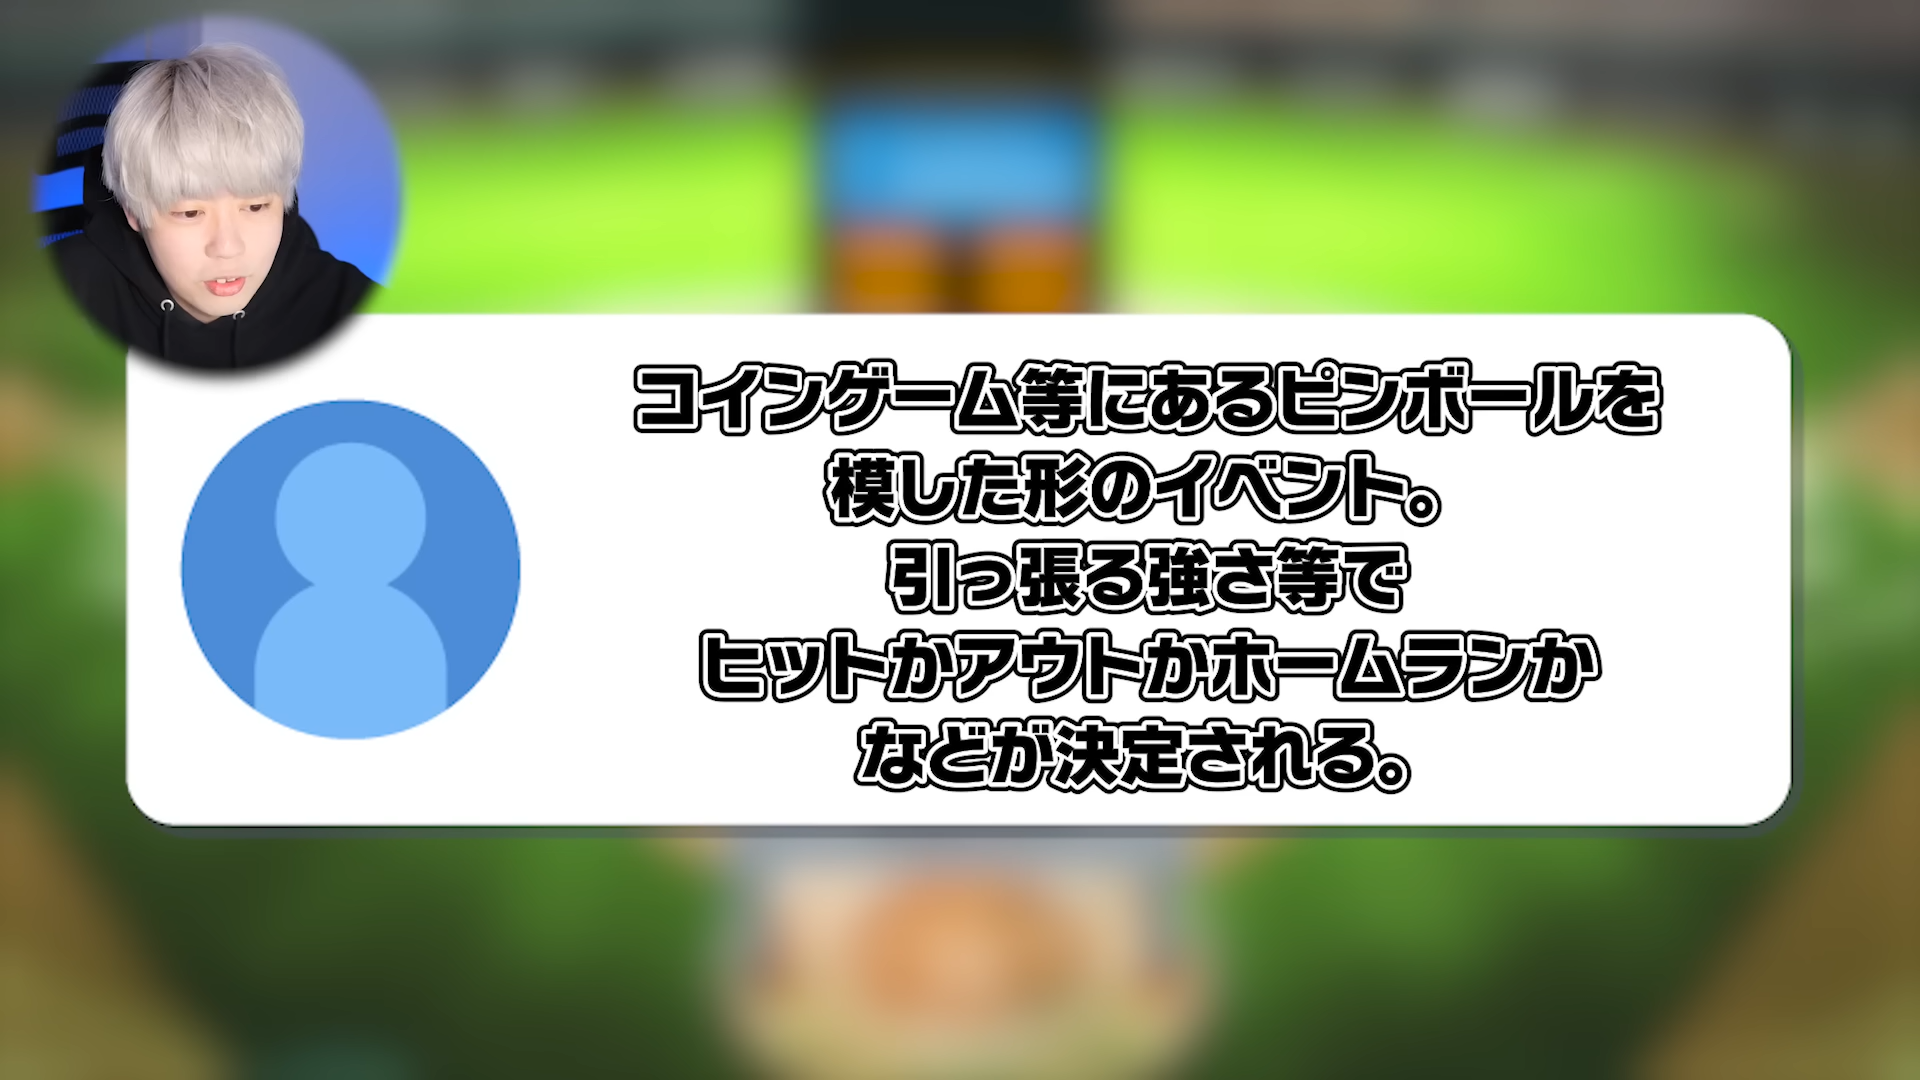 コインゲーム等にあるピンボールを
模した形のイベント。
引っ張る強さ等で
ヒットかアウトかホームランか
などが決定される。